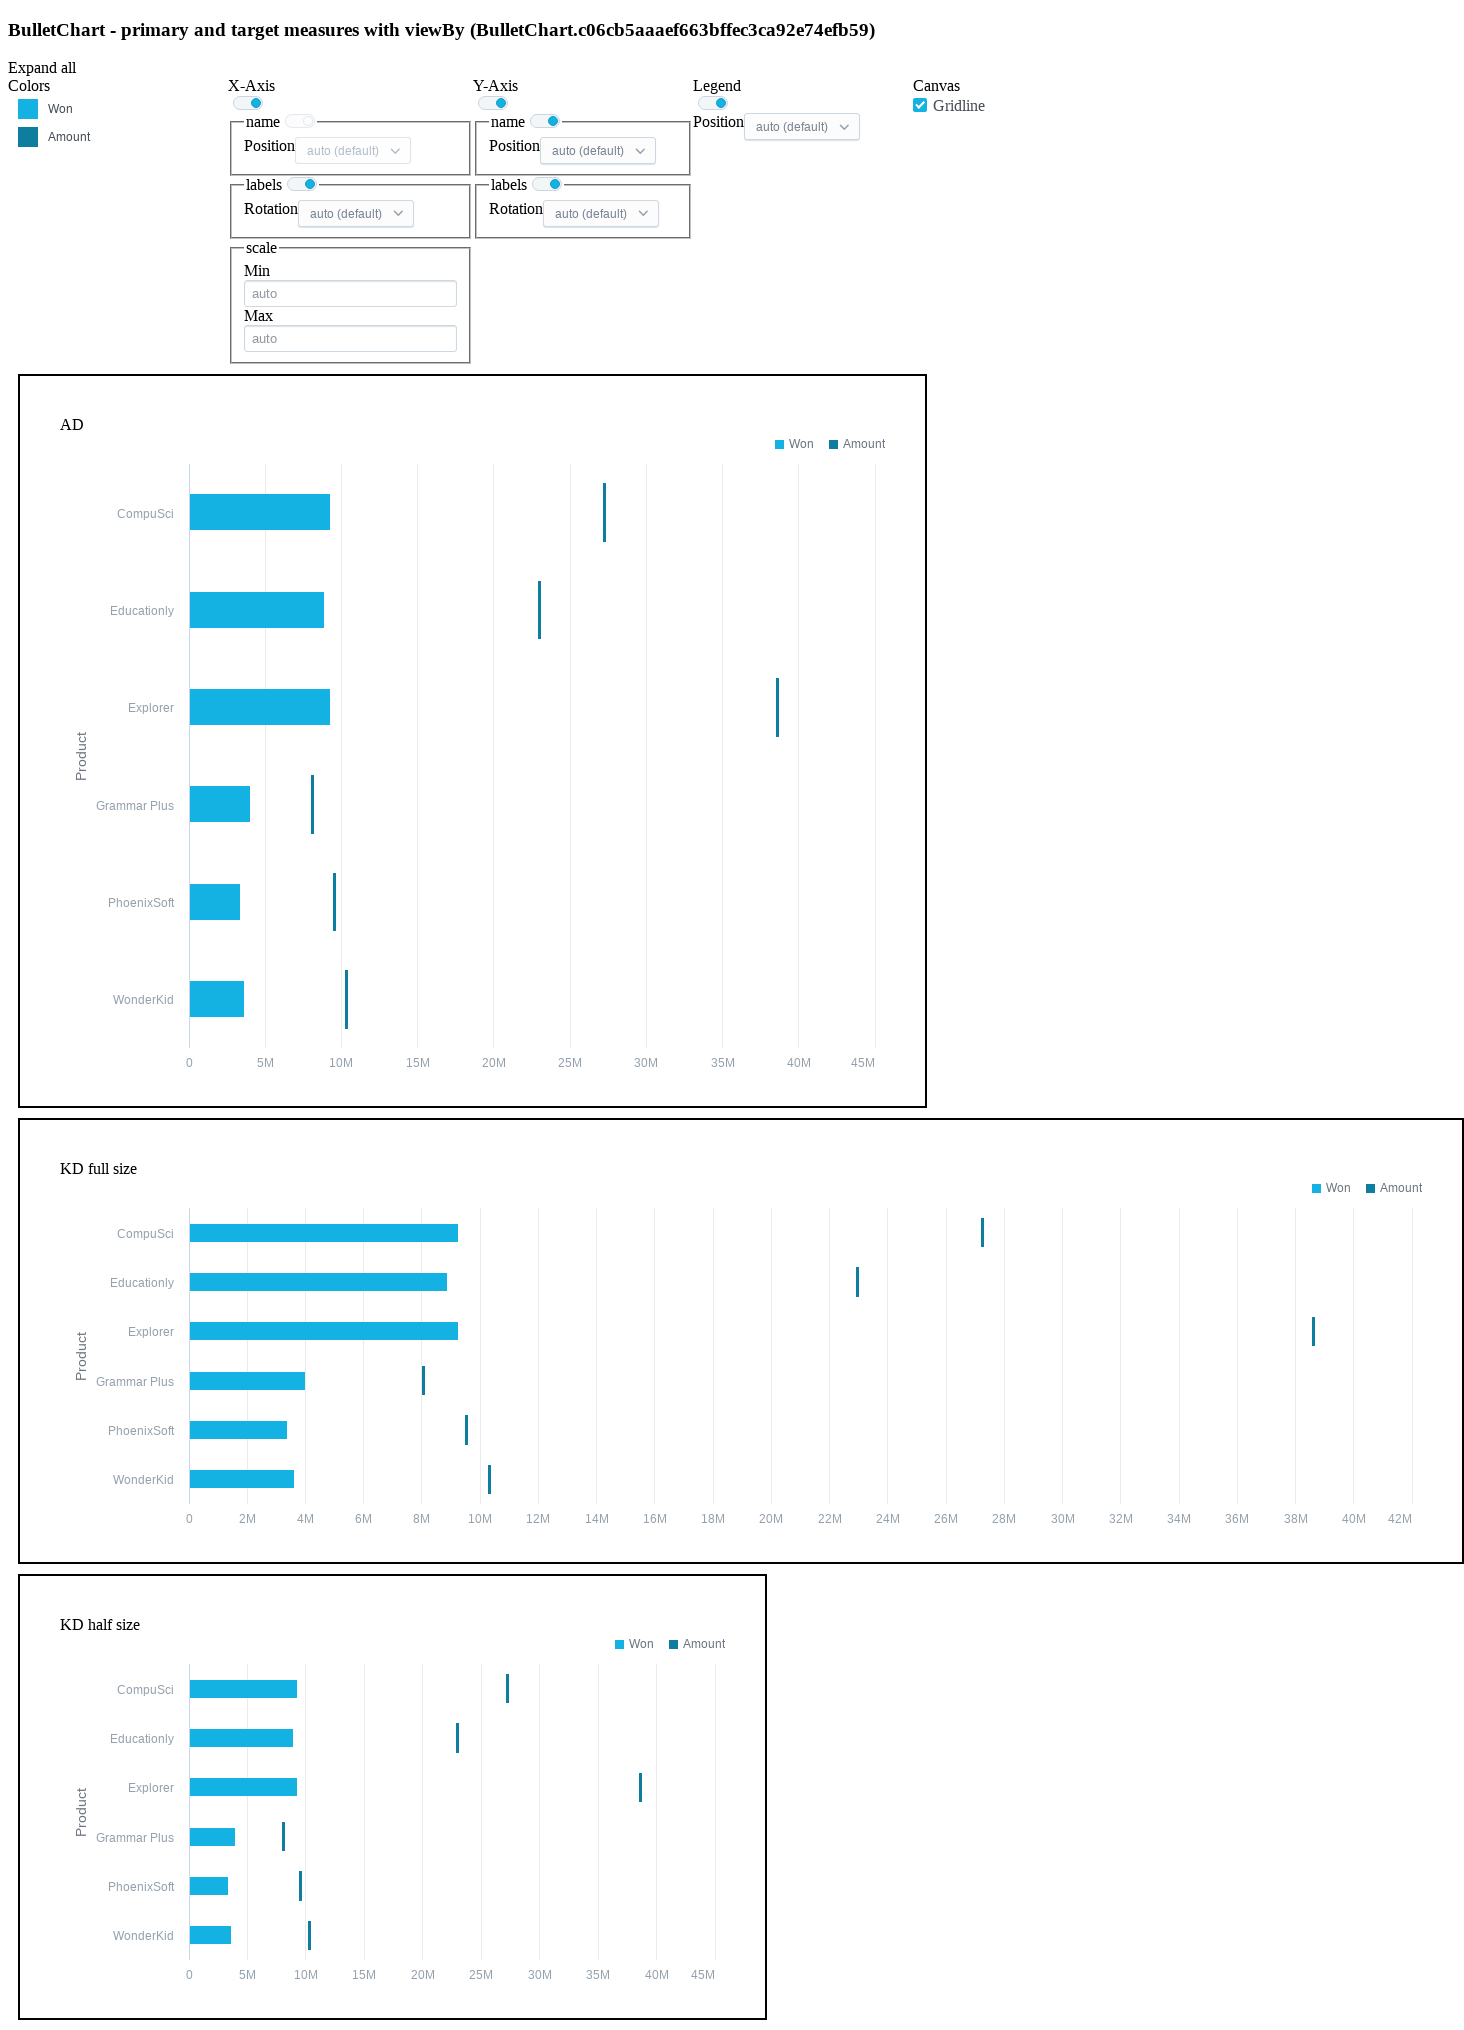 BulletChart - primary and target measures with viewBy (BulletChart.c06cb5aaaef663bffec3ca92e74efb59)
Expand all
Colors
Won
Amount
X-Axis
name
Position auto (default)
labels
Rotation auto (default)
scale
Min
auto
Max
auto
Y-Axis
name
Position auto (default)
labels
Rotation auto (default)
Legend
Position auto (default)
Canvas
Gridline
AD
Won Amount
CompuSci
Educationly
Explorer
Product
Grammar Plus
PhoenixSoft
WonderKid
0 5M 10M 15M 20M 25M 30M 35M 40M 45M
KD full size
Won Amount
CompuSci
Educationly
Explorer
Product
Grammar Plus
PhoenixSoft
WonderKid
0 2M 4M 6M 8M 10M 12M 14M 16M 18M 20M 22M 24M 26M 28M 30M 32M 34M 36M 38M 40M 42M
KD half size
Won Amount
CompuSci
Educationly
Explorer
Product
Grammar Plus
PhoenixSoft
WonderKid
0 5M 10M 15M 20M 25M 30M 35M 40M 45M